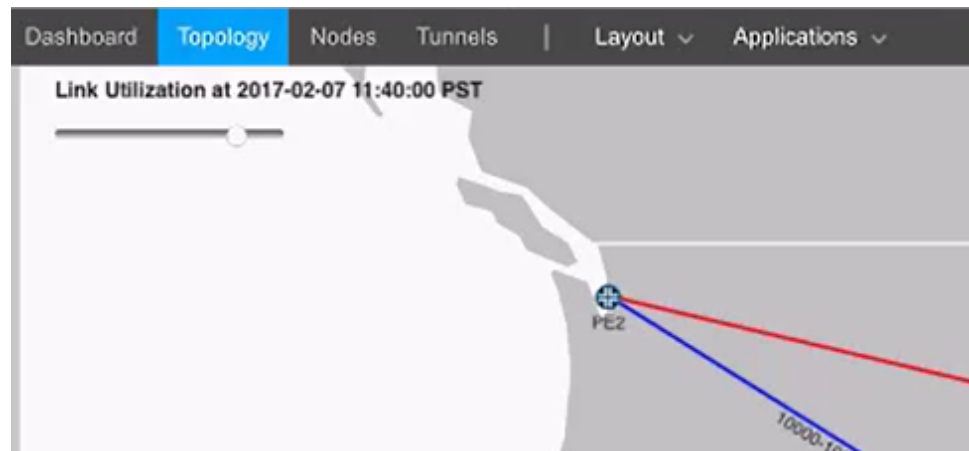 Dashboard Topology Nodes Tunnels | Layout Applications
Link Utilization at 2017-02-07 11:40:00 PST
PE2